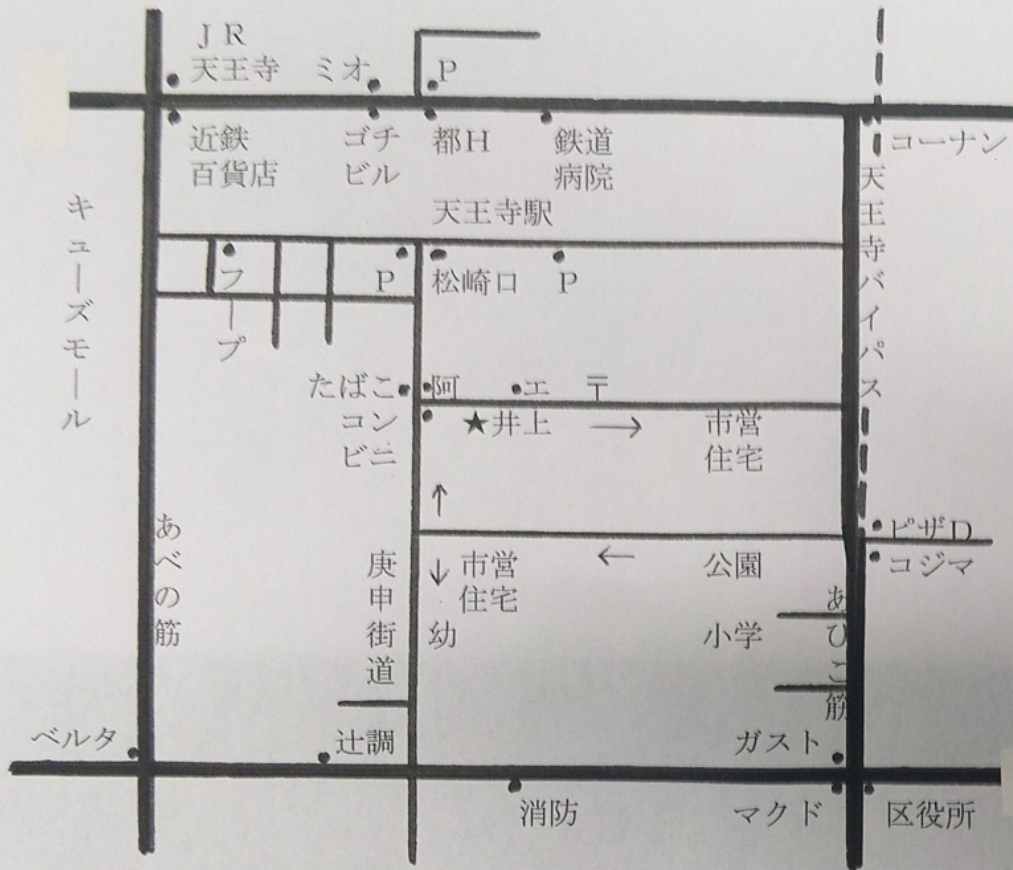 JR
天王寺
ミオ
P
近鉄
百貨店
ゴチ
ビル
都H
鉄道
病院
コーナン
天王寺駅
キューズモール
天王寺バイパス
フープ
P
松崎口
P
たばこ
阿
エ
〒
コン
ビニ
★井上
→
市営
住宅
↑
ピザD
あべの筋
庚申街道
↓
市営
住宅
←
公園
コジマ
あびこ筋
幼
小学
ベルタ
辻調
ガスト
消防
マクド
区役所